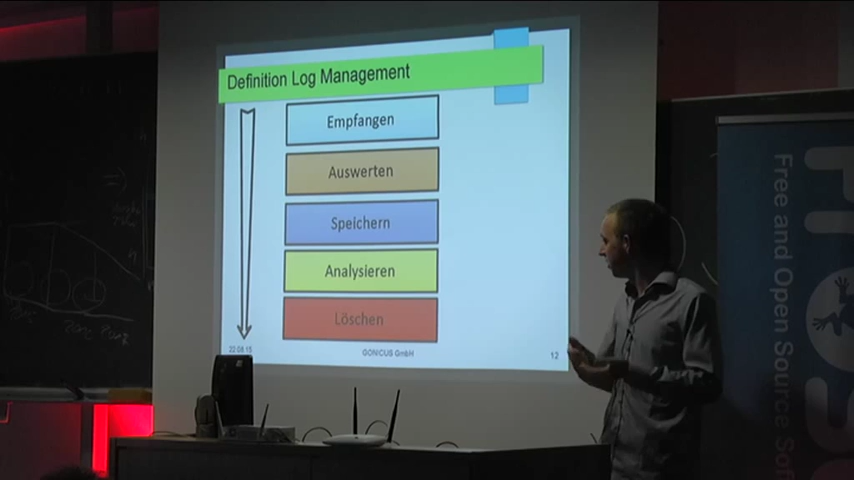 Definition Log Management
Empfangen
Auswerten
Speichern
Analysieren
Löschen
22.08.15
GONICUS GmbH
12
Free and Open Source